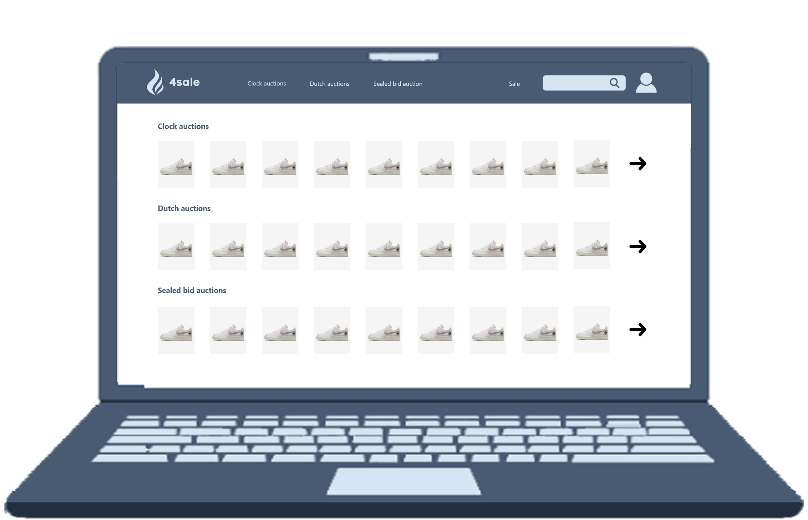 4sale
Clock auctions
Dutch auctions
Sealed bid auction
Sale
Clock auctions
Dutch auctions
Sealed bid auctions